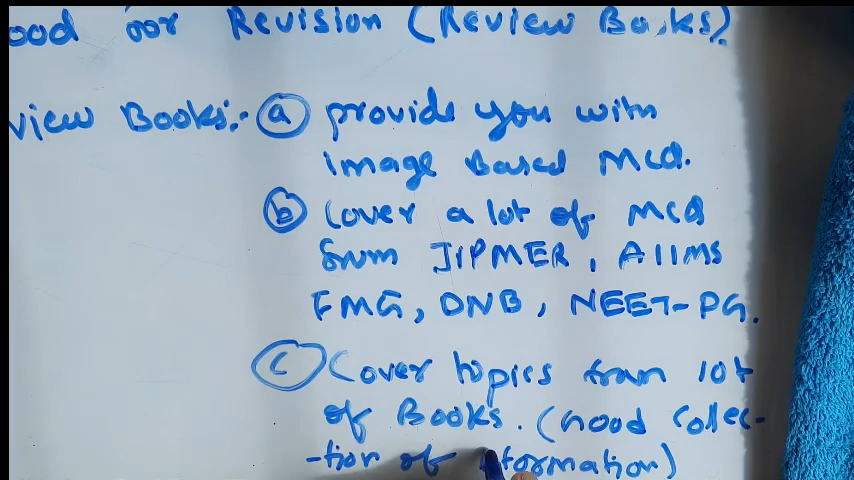 ood for Revision (Review Books).
view Books:- (a) provide you with
image Based MCQ.
(b) Cover a lot of MCQ
from JIPMER, AIIMS
FMG, DNB, NEET-PG.
(c) Cover topics from lot
of Books. (Good Collec-
-tion of information)